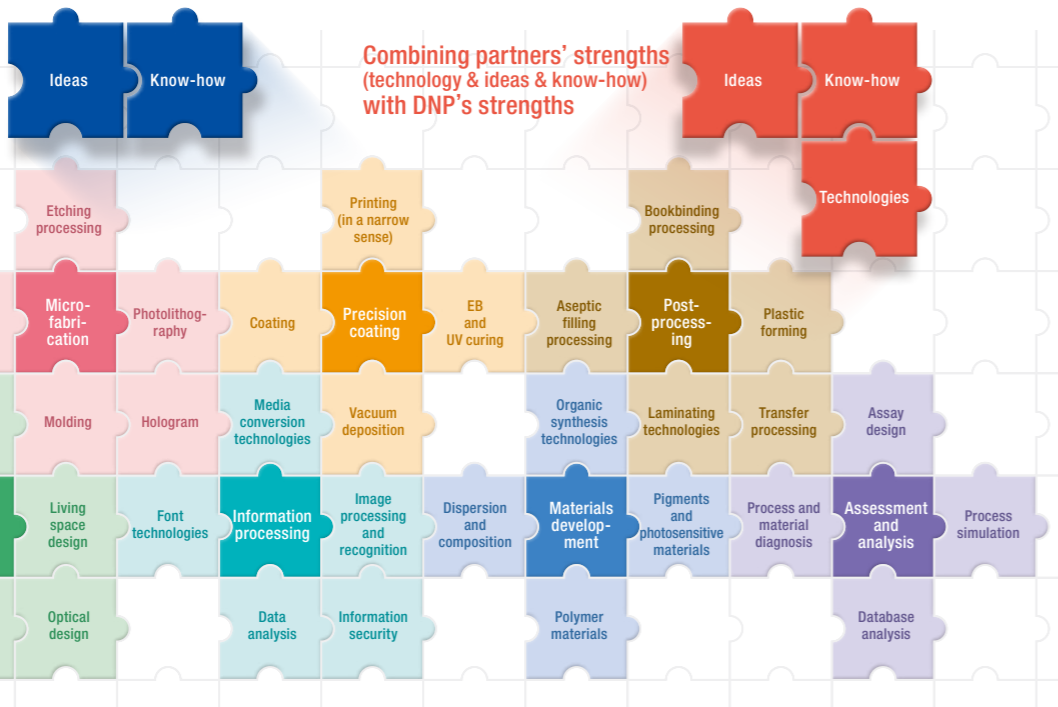 Ideas
Know-how
Combining partners’ strengths
(technology & ideas & know-how)
with DNP’s strengths
Ideas
Know-how
Technologies
Etching
processing
Printing
(in a narrow
sense)
Bookbinding
processing
Micro-
fabri-
cation
Photolithog-
raphy
Coating
Precision
coating
EB
and
UV curing
Aseptic
filling
processing
Post-
process-
ing
Plastic
forming
Molding
Hologram
Media
conversion
technologies
Vacuum
deposition
Organic
synthesis
technologies
Laminating
technologies
Transfer
processing
Assay
design
Living
space
design
Font
technologies
Information
processing
Image
processing
and
recognition
Dispersion
and
composition
Materials
develop-
ment
Pigments
and
photosensitive
materials
Process and
material
diagnosis
Assessment
and
analysis
Process
simulation
Optical
design
Data
analysis
Information
security
Polymer
materials
Database
analysis